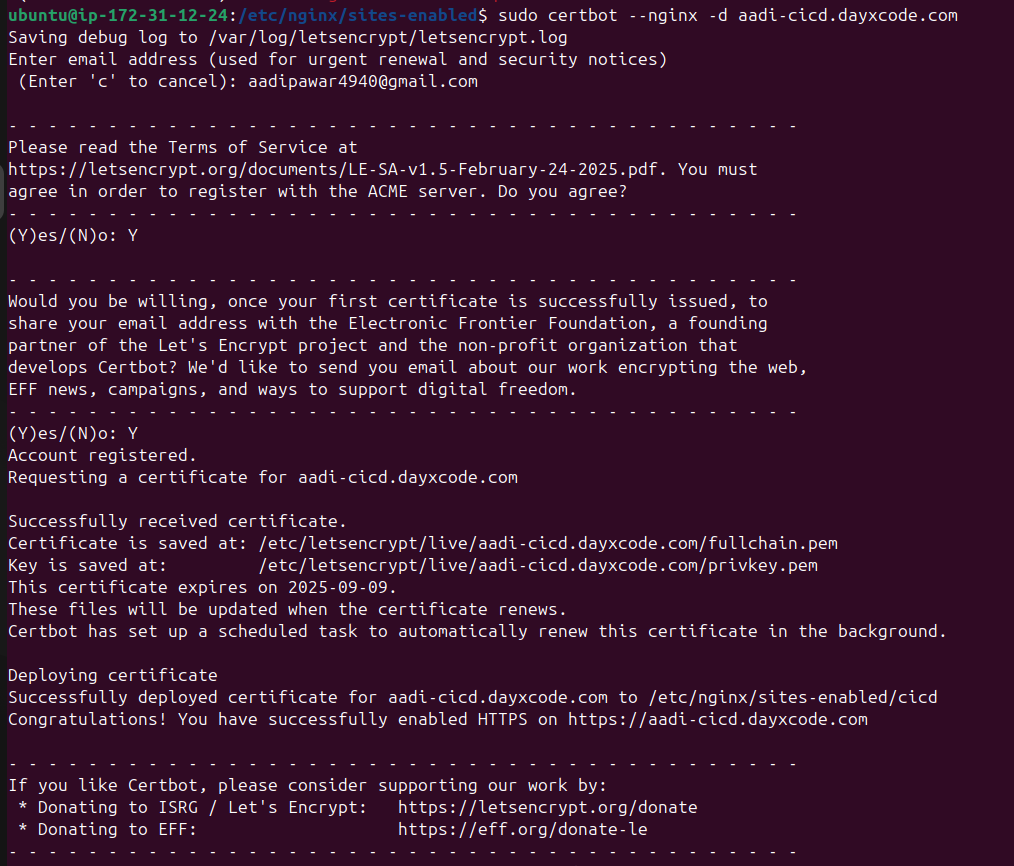 ubuntu@ip-172-31-12-24:/etc/nginx/sites-enabled$ sudo certbot --nginx -d aadi-cicd.dayxcode.com
Saving debug log to /var/log/letsencrypt/letsencrypt.log
Enter email address (used for urgent renewal and security notices)
 (Enter 'c' to cancel): aadipawar4940@gmail.com

- - - - - - - - - - - - - - - - - - - - - - - - - - - - - - - - - - - - - - - -
Please read the Terms of Service at
https://letsencrypt.org/documents/LE-SA-v1.5-February-24-2025.pdf. You must
agree in order to register with the ACME server. Do you agree?
- - - - - - - - - - - - - - - - - - - - - - - - - - - - - - - - - - - - - - - -
(Y)es/(N)o: Y

- - - - - - - - - - - - - - - - - - - - - - - - - - - - - - - - - - - - - - - -
Would you be willing, once your first certificate is successfully issued, to
share your email address with the Electronic Frontier Foundation, a founding
partner of the Let's Encrypt project and the non-profit organization that
develops Certbot? We'd like to send you email about our work encrypting the web,
EFF news, campaigns, and ways to support digital freedom.
- - - - - - - - - - - - - - - - - - - - - - - - - - - - - - - - - - - - - - - -
(Y)es/(N)o: Y
Account registered.
Requesting a certificate for aadi-cicd.dayxcode.com

Successfully received certificate.
Certificate is saved at: /etc/letsencrypt/live/aadi-cicd.dayxcode.com/fullchain.pem
Key is saved at:         /etc/letsencrypt/live/aadi-cicd.dayxcode.com/privkey.pem
This certificate expires on 2025-09-09.
These files will be updated when the certificate renews.
Certbot has set up a scheduled task to automatically renew this certificate in the background.

Deploying certificate
Successfully deployed certificate for aadi-cicd.dayxcode.com to /etc/nginx/sites-enabled/cicd
Congratulations! You have successfully enabled HTTPS on https://aadi-cicd.dayxcode.com

- - - - - - - - - - - - - - - - - - - - - - - - - - - - - - - - - - - - - - - -
If you like Certbot, please consider supporting our work by:
 * Donating to ISRG / Let's Encrypt:   https://letsencrypt.org/donate
 * Donating to EFF:                    https://eff.org/donate-le
- - - - - - - - - - - - - - - - - - - - - - - - - - - - - - - - - - - - - - - -